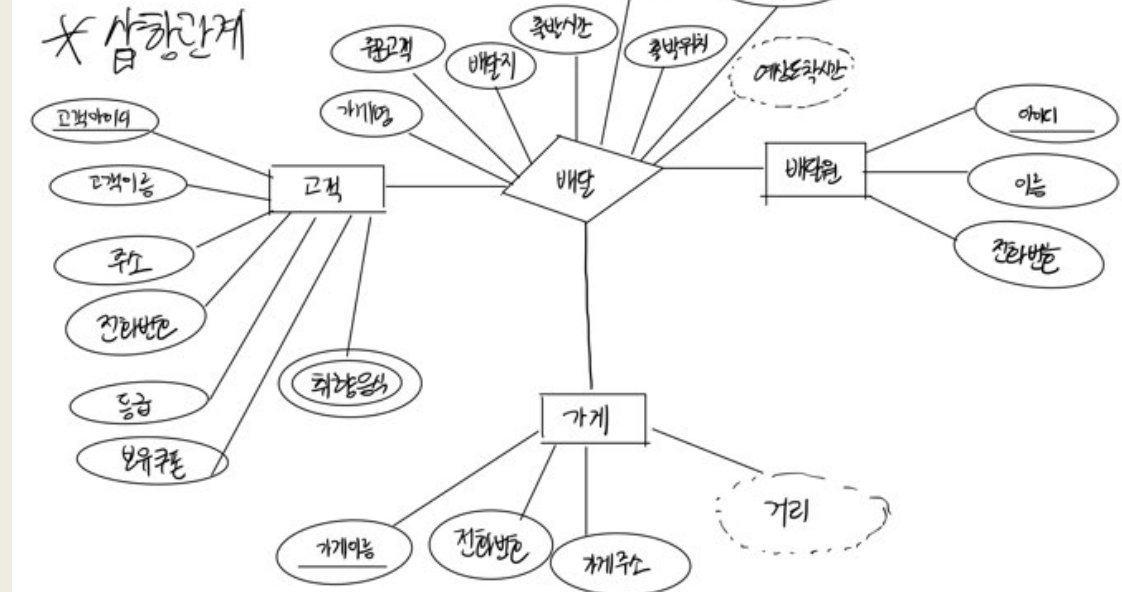 * 삼항관계
출발시간
주문고객
배달지
출발위치
예상도착시간
가게명
고객아이디
고객이름
주소
전화번호
등급
보유쿠폰
취향음식
고객
배달
배달원
아이디
이름
전화번호
가게
가게이름
전화번호
가게주소
거리